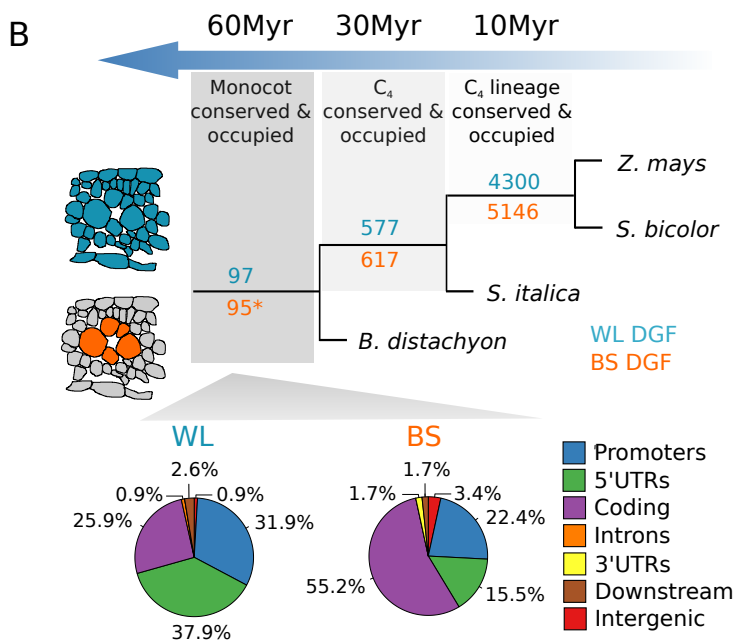 B
60Myr 30Myr 10Myr
Monocot conserved & occupied
C₄ conserved & occupied
C₄ lineage conserved & occupied
Z. mays
4300
5146
S. bicolor
577
617
97
95*
S. italica
B. distachyon
WL DGF
BS DGF
WL
BS
2.6%
0.9%
0.9%
25.9%
31.9%
37.9%
1.7%
1.7%
3.4%
22.4%
55.2%
15.5%
Promoters
5'UTRs
Coding
Introns
3'UTRs
Downstream
Intergenic